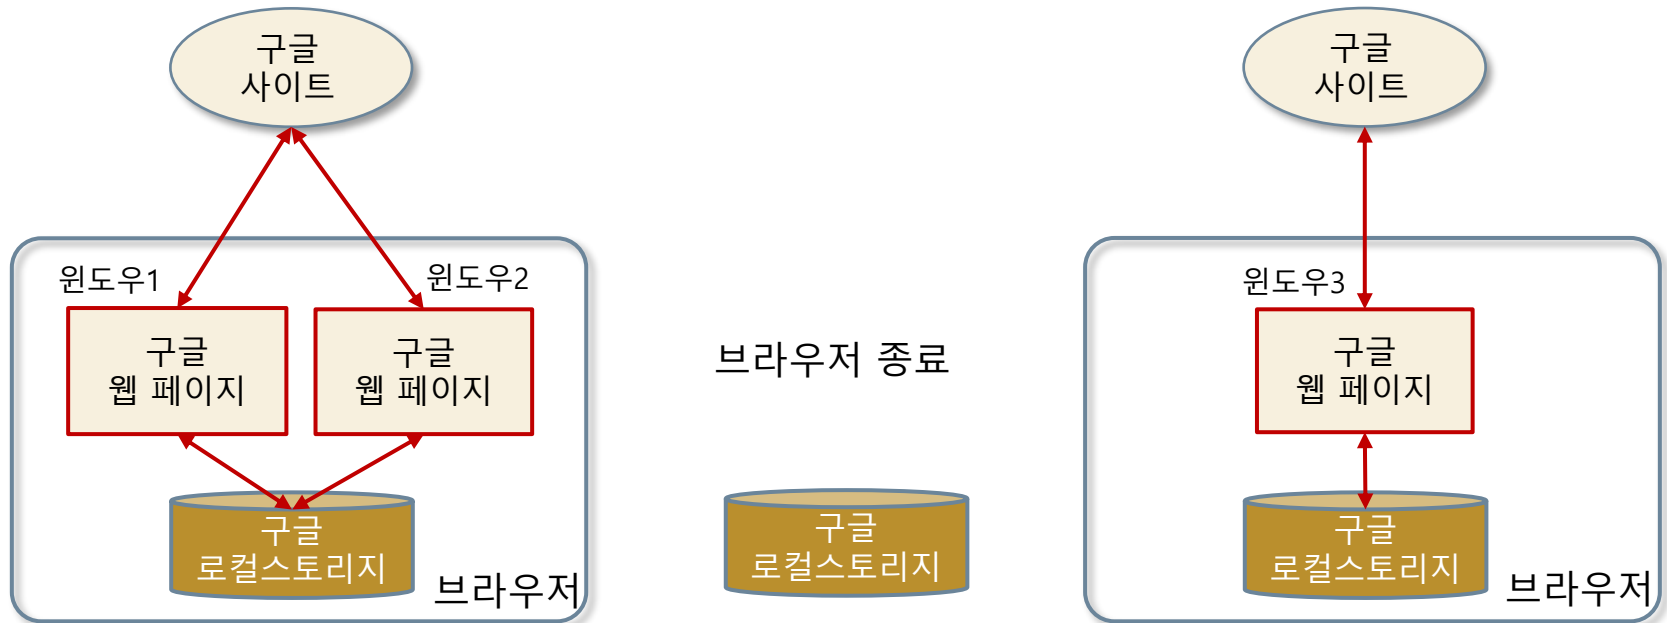 구글
사이트
윈도우1
윈도우2
구글
웹 페이지
구글
웹 페이지
구글
로컬스토리지
브라우저
브라우저 종료
구글
로컬스토리지
구글
사이트
윈도우3
구글
웹 페이지
구글
로컬스토리지
브라우저